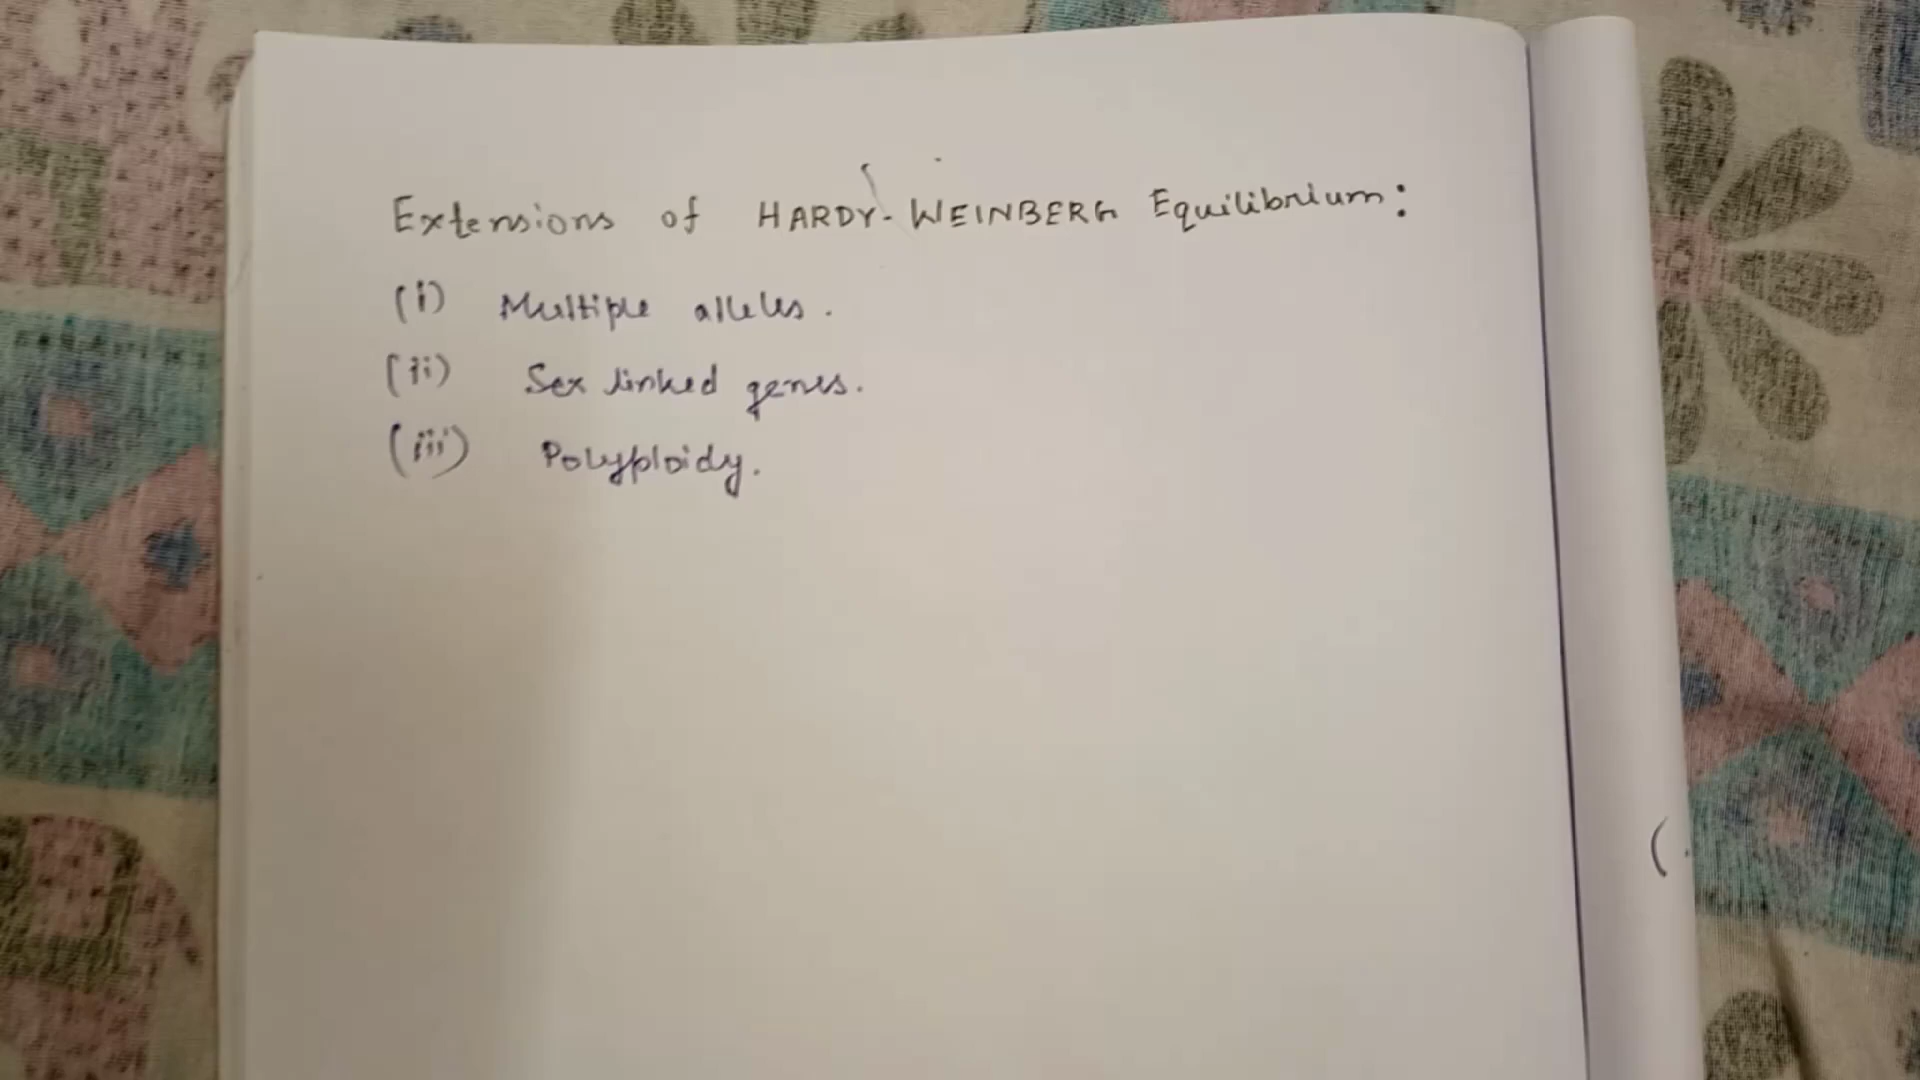 Extensions of HARDY-WEINBERG Equilibrium:
(i) Multiple alleles.
(ii) Sex linked genes.
(iii) Polyploidy.
(